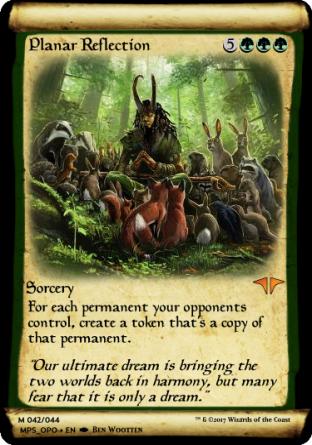 Planar Reflection 5
Sorcery
For each permanent your opponents
control, create a token that's a copy of
that permanent.
"Our ultimate dream is bringing the
two worlds back in harmony, but many
fear that it is only a dream."
M 042/044
MPS_OPO • EN Ben Wootten
™ & ©2017 Wizards of the Coast